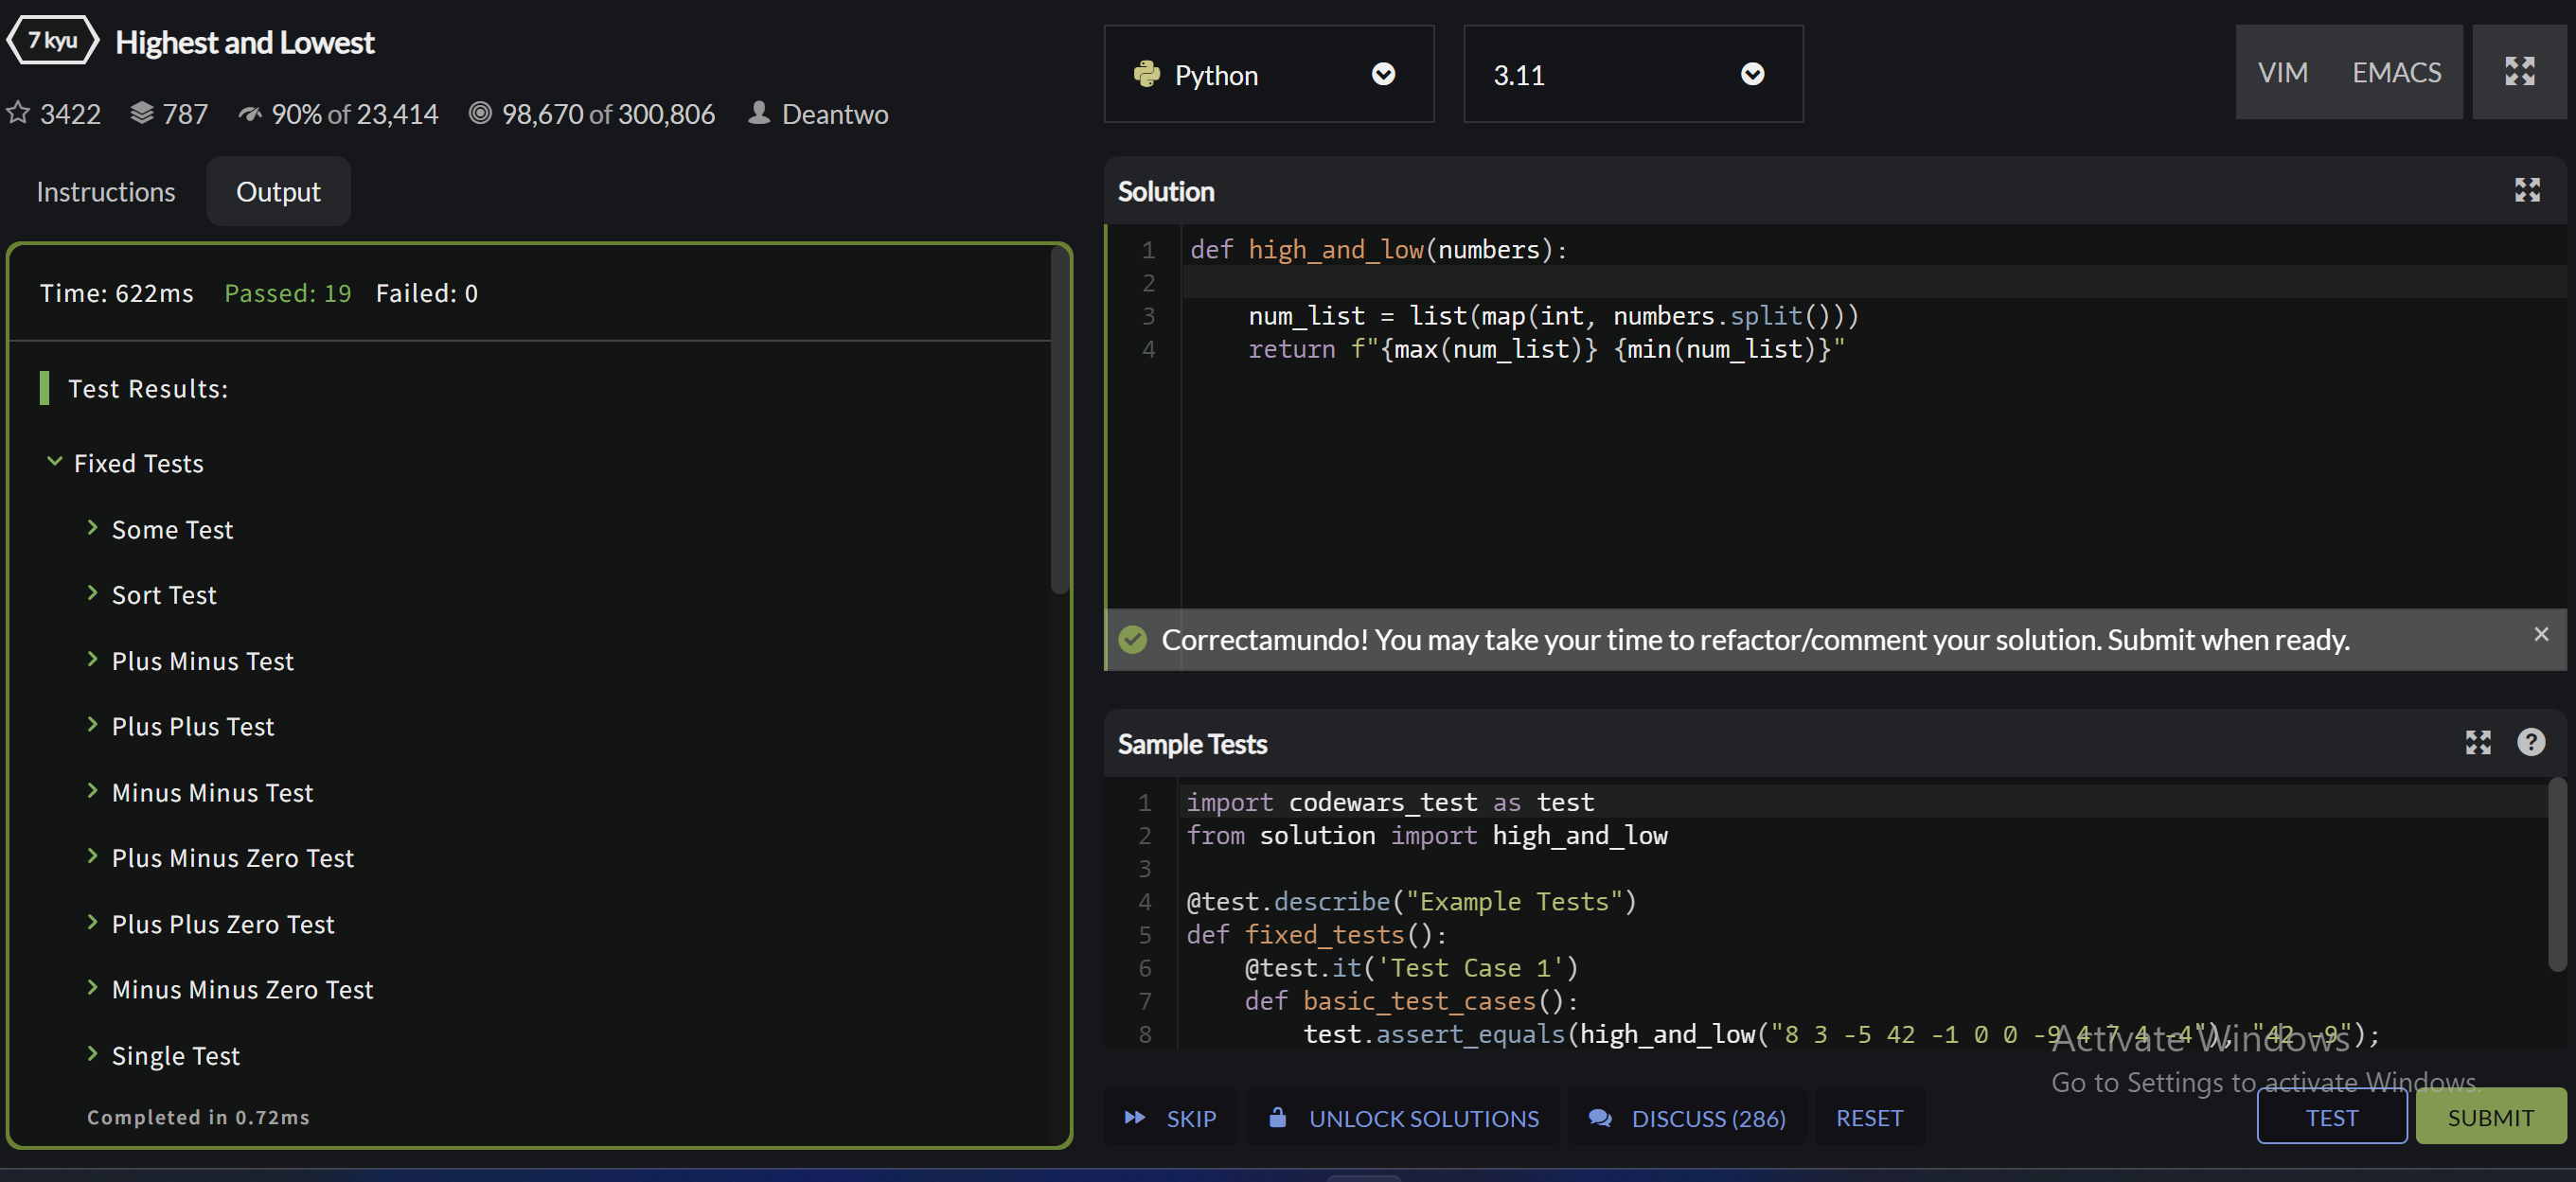 7 kyu Highest and Lowest
3422 787 90% of 23,414 98,670 of 300,806 Deantwo
Instructions Output
Time: 622ms Passed: 19 Failed: 0
Test Results:
Fixed Tests
Some Test
Sort Test
Plus Minus Test
Plus Plus Test
Minus Minus Test
Plus Minus Zero Test
Plus Plus Zero Test
Minus Minus Zero Test
Single Test
Completed in 0.72ms
Python 3.11 VIM EMACS
Solution
1 def high_and_low(numbers):
2
3 num_list = list(map(int, numbers.split()))
4 return f"{max(num_list)} {min(num_list)}"
Correctamundo! You may take your time to refactor/comment your solution. Submit when ready.
Sample Tests
1 import codewars_test as test
2 from solution import high_and_low
3
4 @test.describe("Example Tests")
5 def fixed_tests():
6 @test.it('Test Case 1')
7 def basic_test_cases():
8 test.assert_equals(high_and_low("8 3 -5 42 -1 0 0 -9 4 7 4 -4"), "42 -9");
Activate Windows
Go to Settings to activate Windows.
SKIP UNLOCK SOLUTIONS DISCUSS (286) RESET TEST SUBMIT